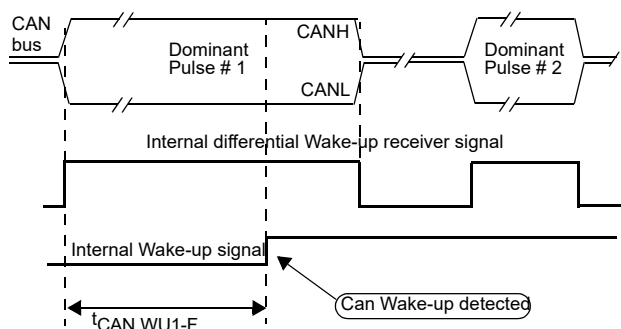 CAN
bus
CANH
Dominant
Pulse # 1
Dominant
Pulse # 2
CANL
Internal differential Wake-up receiver signal
Internal Wake-up signal
Can Wake-up detected
tCAN WU1-F